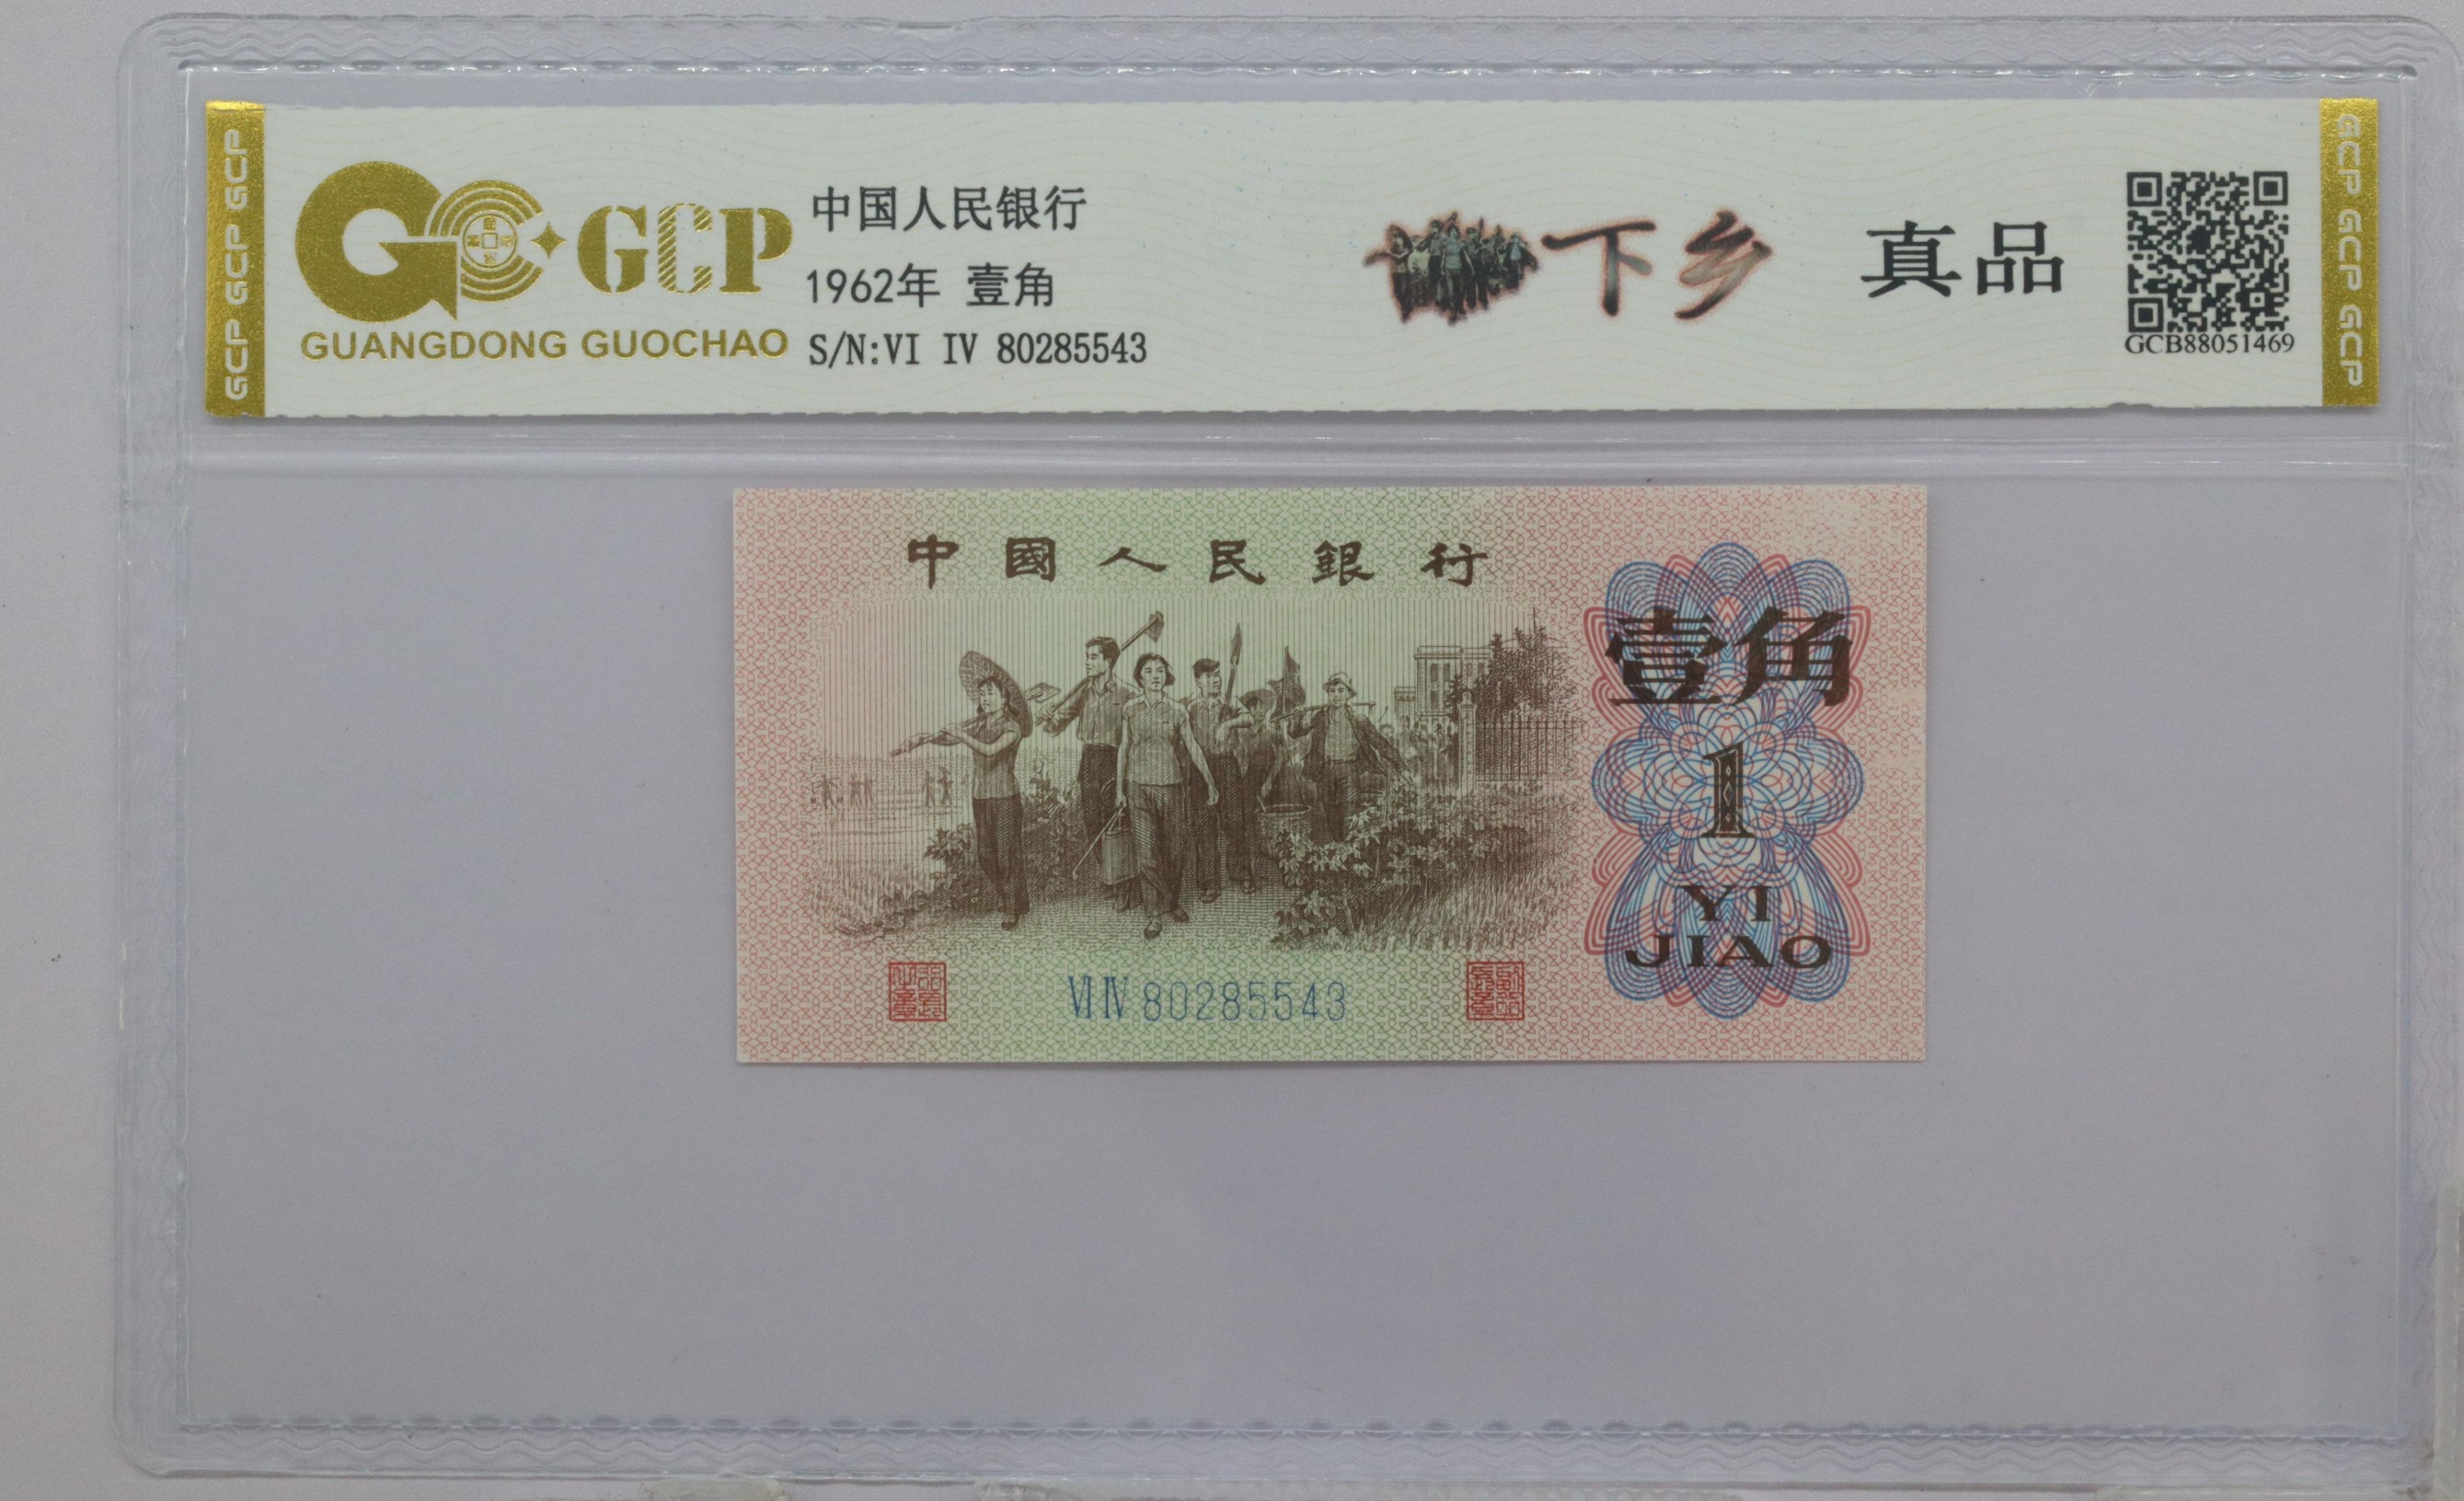 GCP GCP GCP
GCP
GUANGDONG GUOCHAO
中国人民银行
1962年 壹角
S/N:VI IV 80285543
下乡
真品
GCB88051469
GCP GCP GCP
中國人民銀行
壹角
1
YI
JIAO
VI IV 80285543